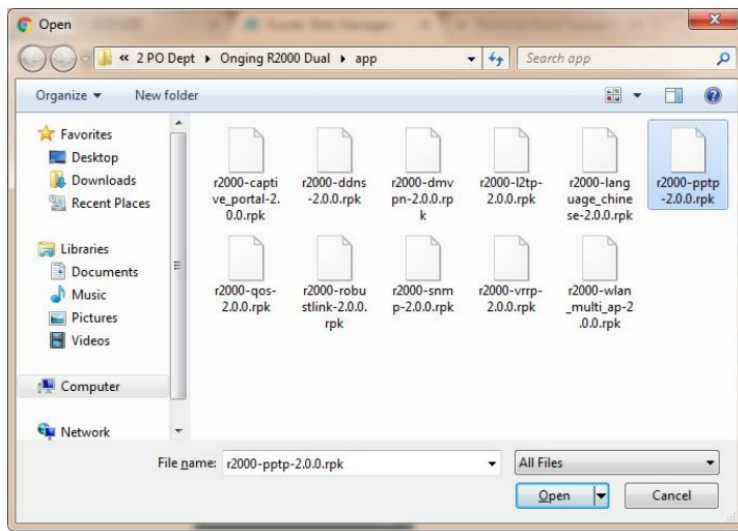 Open
« 2 PO Dept ▸ Onging R2000 Dual ▸ app
Search app
Organize ▾ New folder
Favorites
Desktop
Downloads
Recent Places
Libraries
Documents
Music
Pictures
Videos
Computer
Network
r2000-capti
ve_portal-2.
0.0.rpk
r2000-ddns
-2.0.0.rpk
r2000-dmv
pn-2.0.0.rp
k
r2000-l2tp-
2.0.0.rpk
r2000-lang
uage_chine
se-2.0.0.rpk
r2000-pptp
-2.0.0.rpk
r2000-qos-
2.0.0.rpk
r2000-robu
stlink-2.0.0.
rpk
r2000-snm
p-2.0.0.rpk
r2000-vrrp-
2.0.0.rpk
r2000-wlan
_multi_ap-2
.0.0.rpk
File name: r2000-pptp-2.0.0.rpk
All Files
Open
Cancel